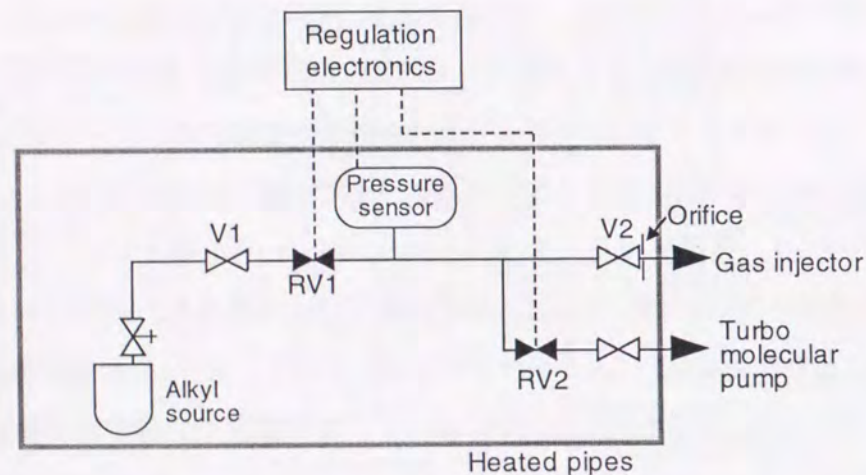 Regulation
electronics
Pressure
sensor
V1
V2
Orifice
RV1
Gas injector
Turbo
molecular
pump
RV2
Alkyl
source
Heated pipes